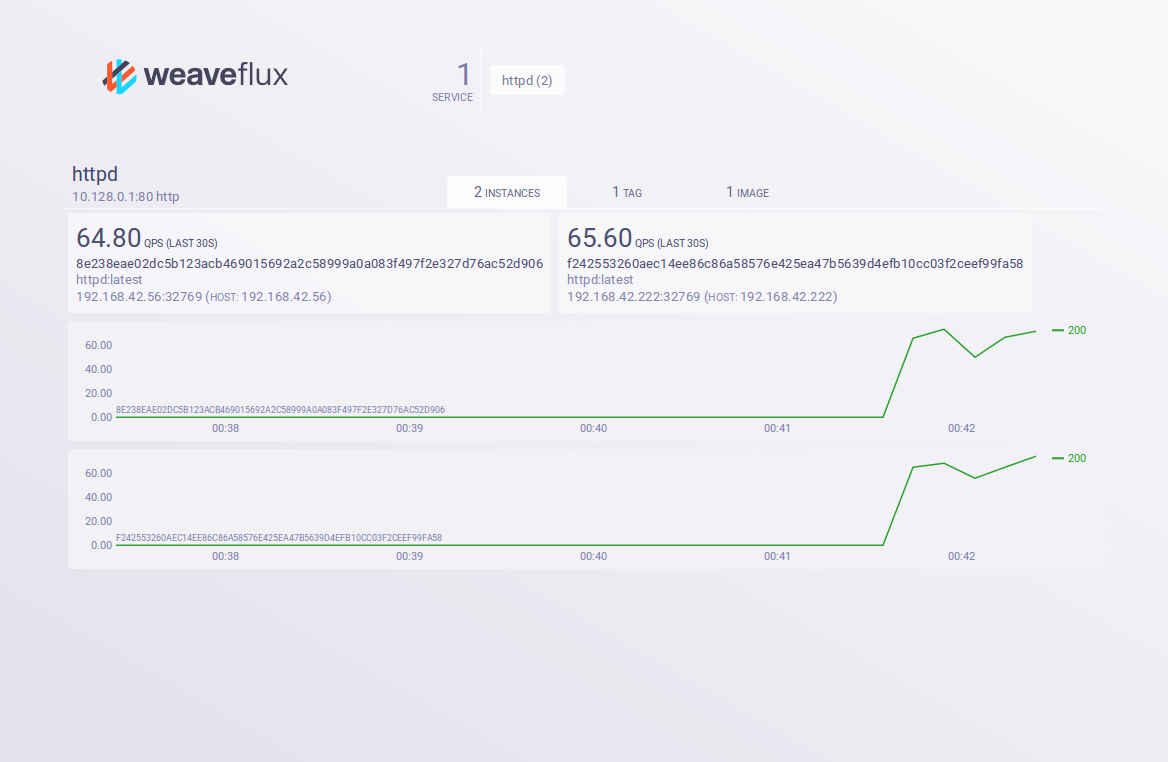 weaveflux
1
SERVICE
httpd (2)
httpd
10.128.0.1:80 http
2 INSTANCES
1 TAG
1 IMAGE
64.80 QPS (LAST 30S)
8e238eae02dc5b123acb469015692a2c58999a0a083f497f2e327d76ac52d906
httpd:latest
192.168.42.56:32769 (HOST: 192.168.42.56)
65.60 QPS (LAST 30S)
f242553260aec14ee86c86a58576e425ea47b5639d4efb10cc03f2ceef99fa58
httpd:latest
192.168.42.222:32769 (HOST: 192.168.42.222)
60.00
40.00
20.00
0.00
8E238EAE02DC5B123ACB469015692A2C58999A0A083F497F2E327D76AC52D906
00:38 00:39 00:40 00:41 00:42
200
60.00
40.00
20.00
0.00
F242553260AEC14EE86C86A58576E425EA47B5639D4EFB10CC03F2CEEF99FA58
00:38 00:39 00:40 00:41 00:42
200